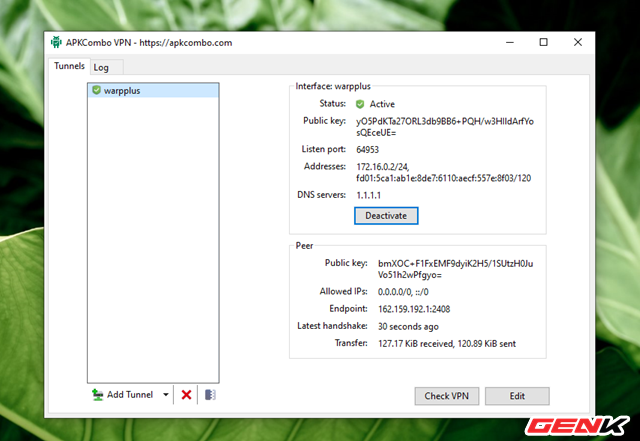 APKCombo VPN - https://apkcombo.com
Tunnels Log
warpplus
Interface: warpplus
Status: Active
Public key: yO5PdKTa27ORL3db9BB6+PQH/w3HIIdArfYo
sQEceUE=
Listen port: 64953
Addresses: 172.16.0.2/24,
fd01:5ca1:ab1e:8de7:6110:aecf:557e:8f03/120
DNS servers: 1.1.1.1
Deactivate
Peer
Public key: bmXOC+F1FxEMF9dyiK2H5/1SUtzH0Ju
Vo51h2wPfgyo=
Allowed IPs: 0.0.0.0/0, ::/0
Endpoint: 162.159.192.1:2408
Latest handshake: 30 seconds ago
Transfer: 127.17 KiB received, 120.89 KiB sent
Add Tunnel
Check VPN Edit
GENK